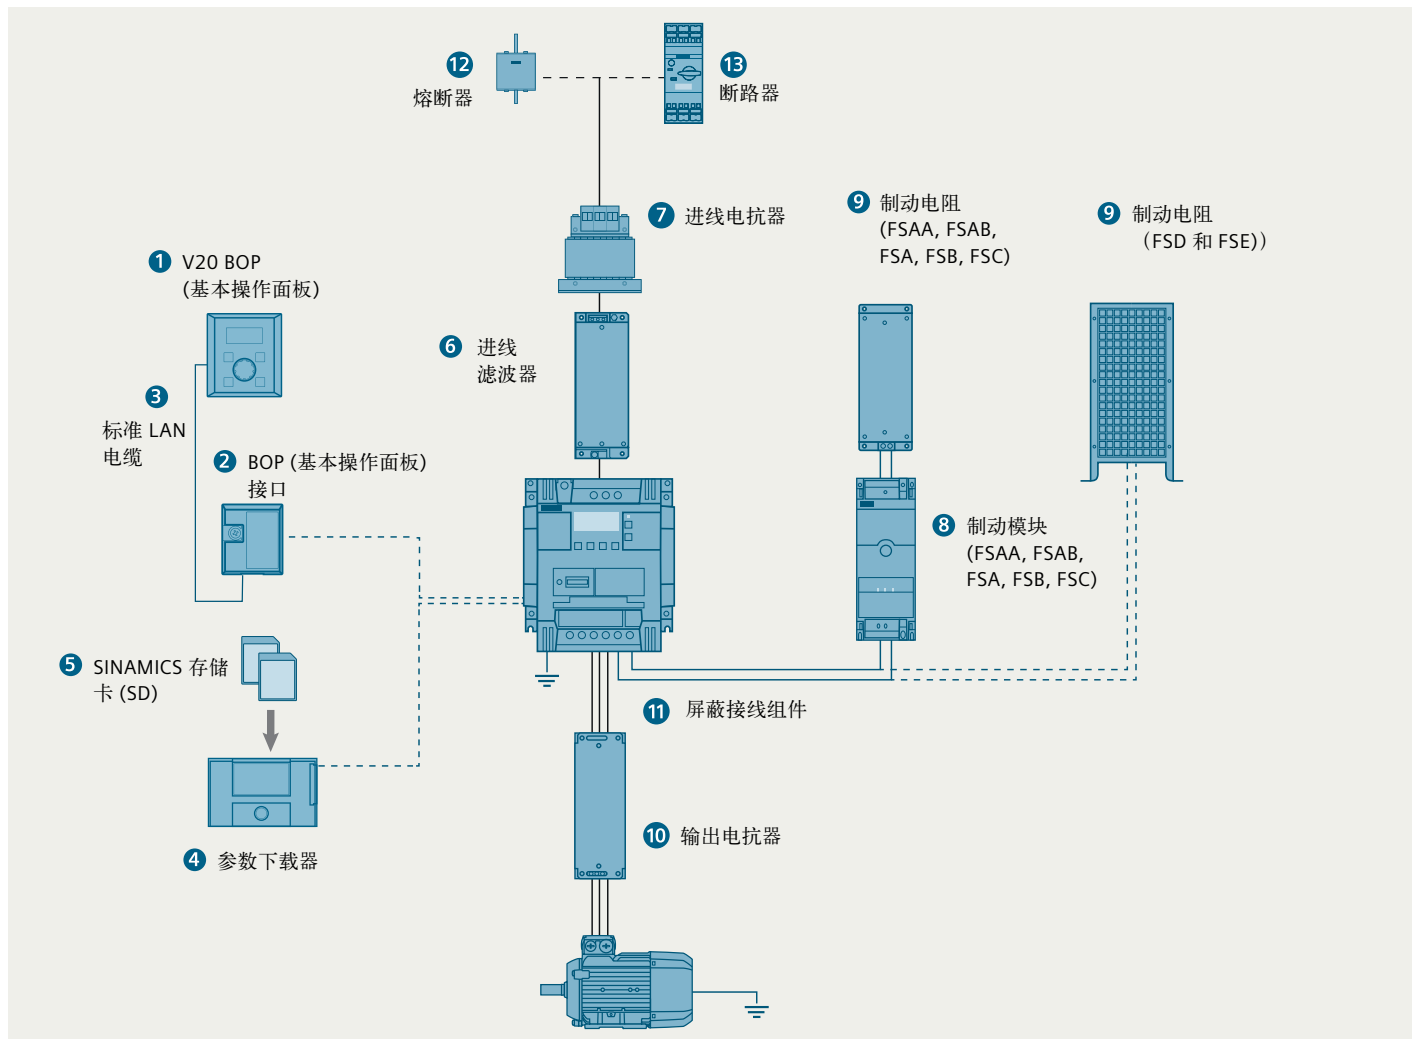 12
熔断器
13
断路器
7 进线电抗器
9 制动电阻
(FSAA, FSAB,
FSA, FSB, FSC)
9 制动电阻
（FSD 和 FSE)）
1 V20 BOP
(基本操作面板)
6 进线
滤波器
3
标准 LAN
电缆
2 BOP (基本操作面板)
接口
8 制动模块
(FSAA, FSAB,
FSA, FSB, FSC)
5 SINAMICS 存储
卡 (SD)
11 屏蔽接线组件
10 输出电抗器
4 参数下载器